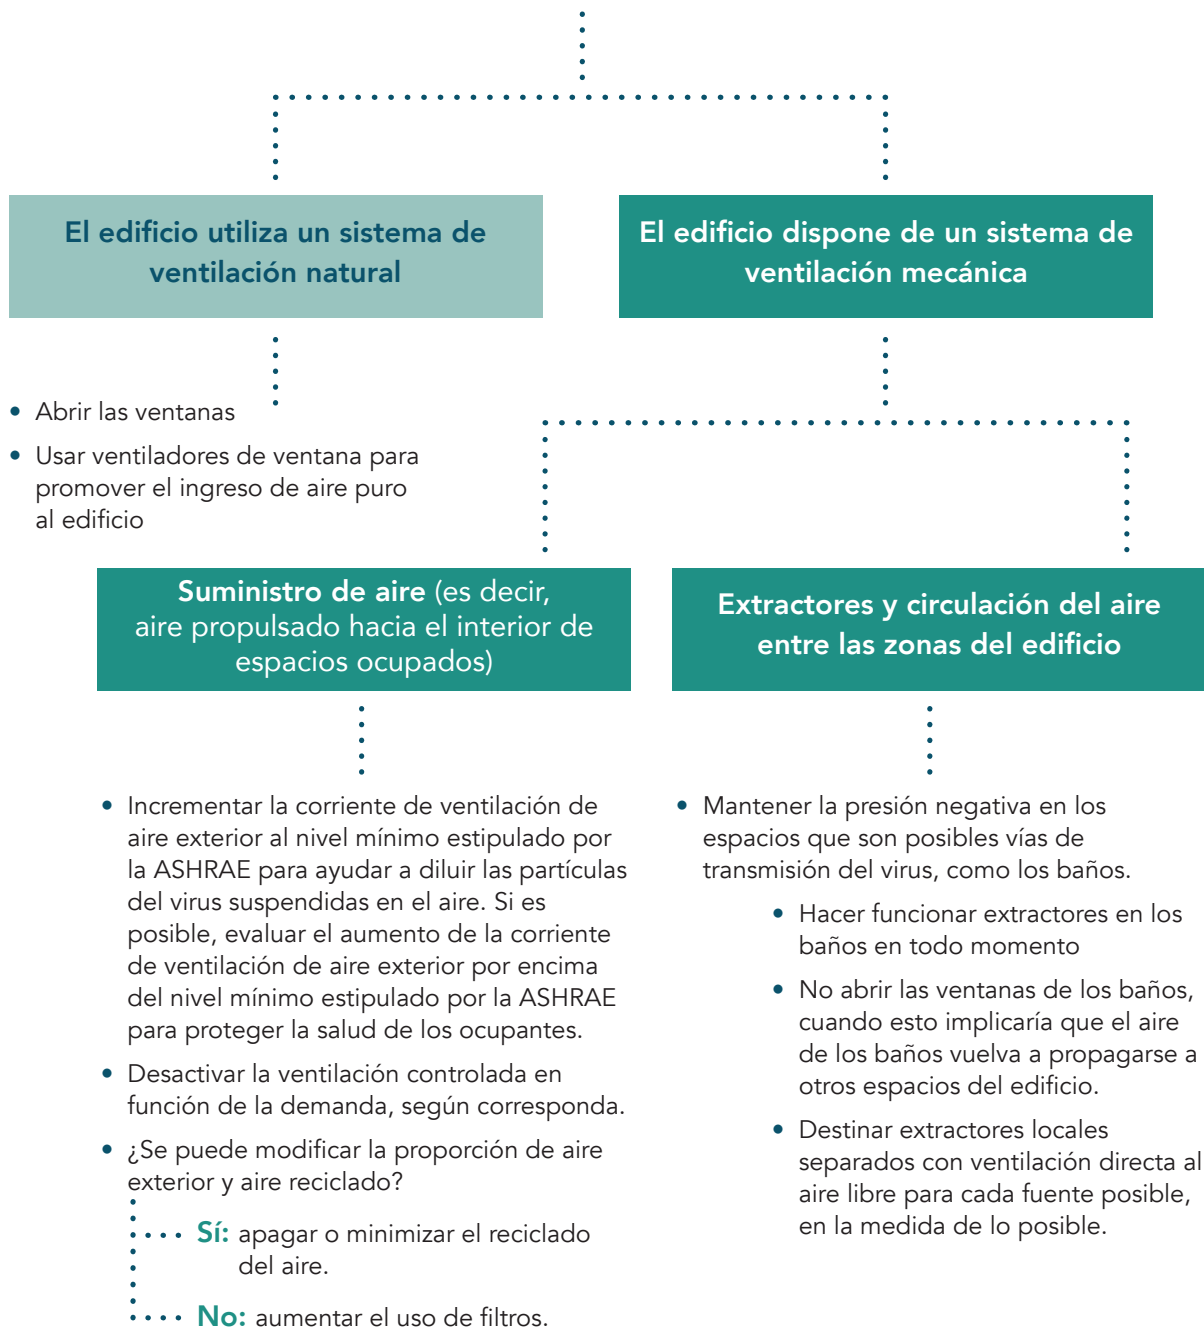 El edificio utiliza un sistema de
ventilación natural
El edificio dispone de un sistema de
ventilación mecánica
• Abrir las ventanas
• Usar ventiladores de ventana para
promover el ingreso de aire puro
al edificio
Suministro de aire (es decir,
aire propulsado hacia el interior de
espacios ocupados)
Extractores y circulación del aire
entre las zonas del edificio
• Incrementar la corriente de ventilación de
aire exterior al nivel mínimo estipulado por
la ASHRAE para ayudar a diluir las partículas
del virus suspendidas en el aire. Si es
posible, evaluar el aumento de la corriente
de ventilación de aire exterior por encima
del nivel mínimo estipulado por la ASHRAE
para proteger la salud de los ocupantes.
• Desactivar la ventilación controlada en
función de la demanda, según corresponda.
• ¿Se puede modificar la proporción de aire
exterior y aire reciclado?
Sí: apagar o minimizar el reciclado
del aire.
No: aumentar el uso de filtros.
• Mantener la presión negativa en los
espacios que son posibles vías de
transmisión del virus, como los baños.
• Hacer funcionar extractores en los
baños en todo momento
• No abrir las ventanas de los baños,
cuando esto implicaría que el aire
de los baños vuelva a propagarse a
otros espacios del edificio.
• Destinar extractores locales
separados con ventilación directa al
aire libre para cada fuente posible,
en la medida de lo posible.